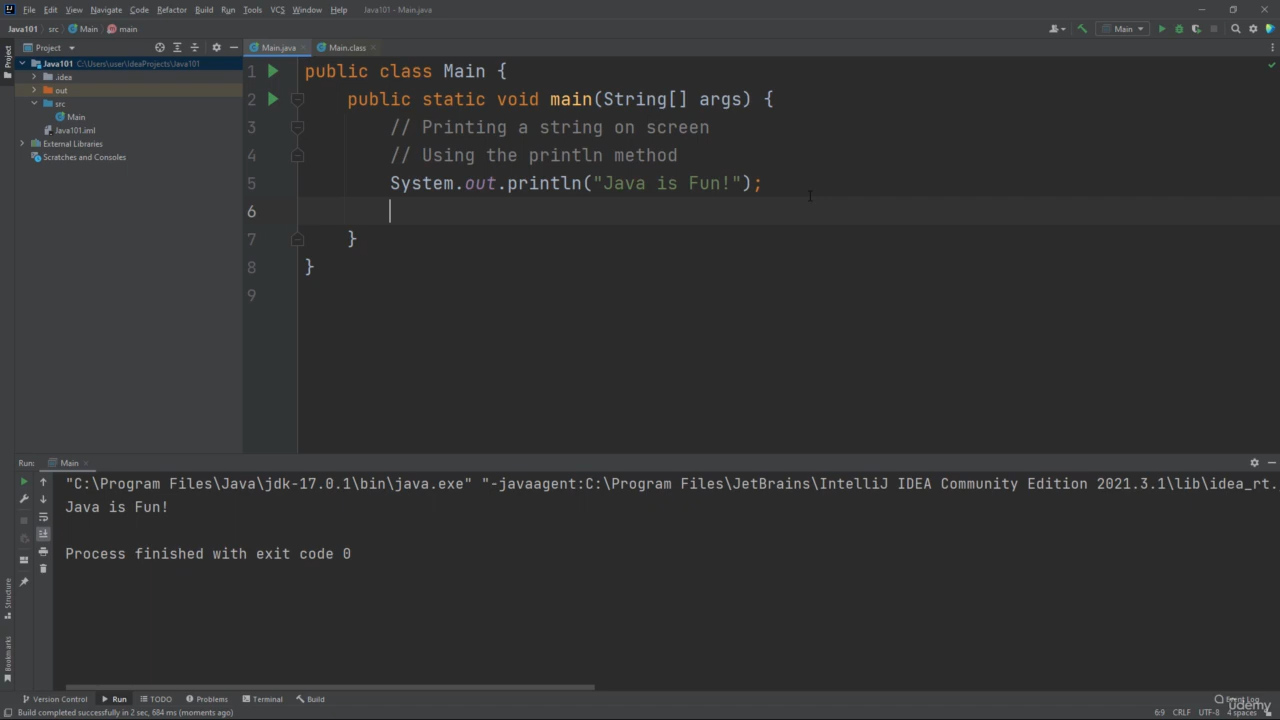 File Edit View Navigate Code Refactor Build Run Tools VCS Window Help Java101 - Main.java
Java101 src Main main
Main
Project
Main.java
Main.class
Project
Java101 C:\Users\user\IdeaProjects\Java101
.idea
out
src
Main
Java101.iml
External Libraries
Scratches and Consoles
1 public class Main {
2 public static void main(String[] args) {
3 // Printing a string on screen
4 // Using the println method
5 System.out.println("Java is Fun!");
6
7 }
8 }
9
Run: Main
"C:\Program Files\Java\jdk-17.0.1\bin\java.exe" "-javaagent:C:\Program Files\JetBrains\IntelliJ IDEA Community Edition 2021.3.1\lib\idea_rt.
Java is Fun!
Process finished with exit code 0
Structure
Bookmarks
Version Control Run TODO Problems Terminal Build Event Log
Build completed successfully in 2 sec, 684 ms (moments ago) 6:9 CRLF UTF-8 4 spaces
udemy